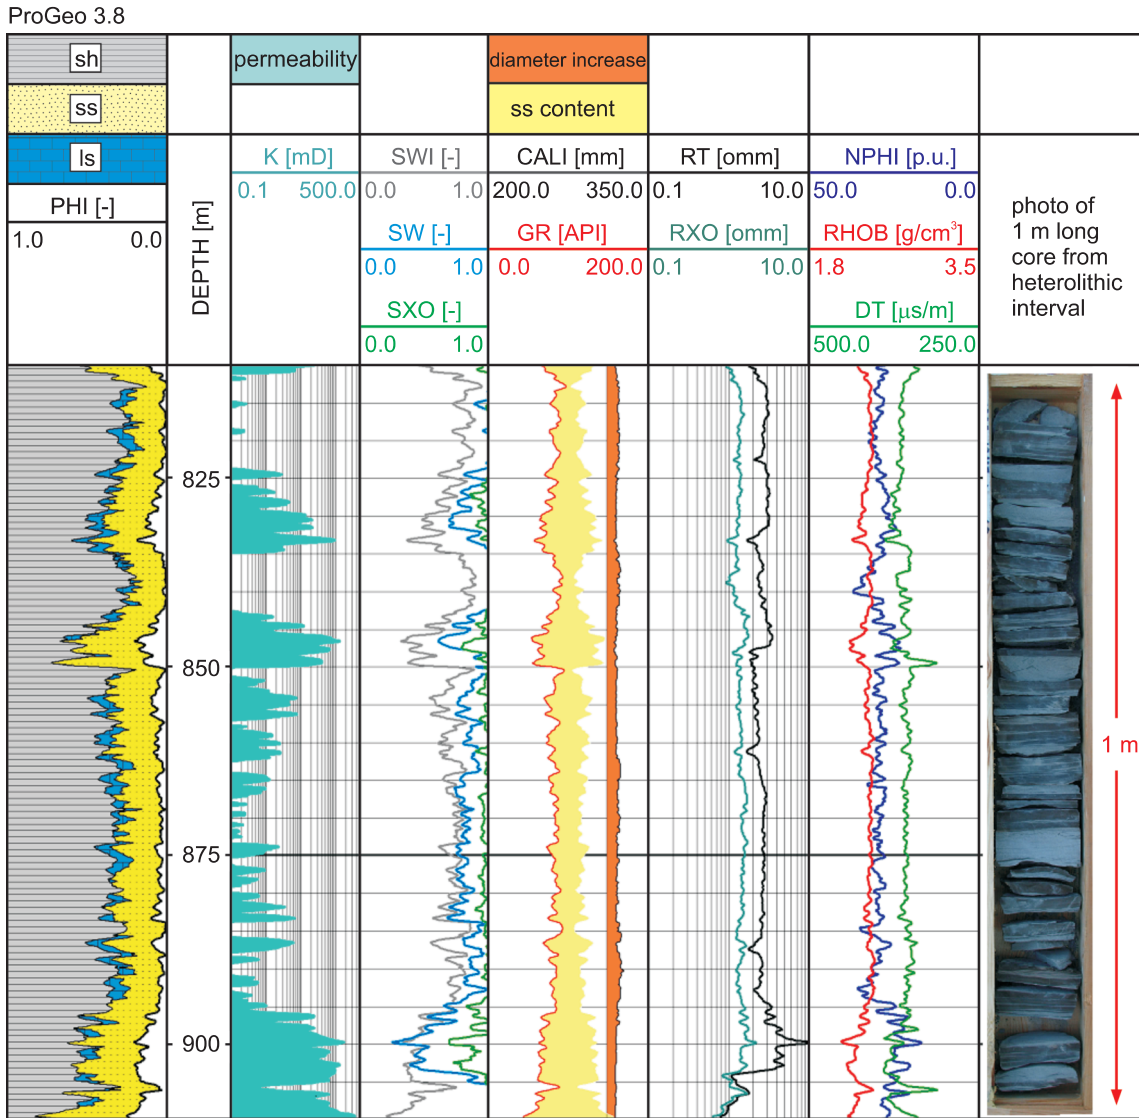 ProGeo 3.8
sh
ss
ls
PHI [-]
1.0 0.0
DEPTH [m]
permeability
K [mD]
0.1 500.0
SWI [-]
0.0 1.0
SW [-]
0.0 1.0
SXO [-]
0.0 1.0
diameter increase
ss content
CALI [mm]
200.0 350.0
GR [API]
0.0 200.0
RT [omm]
0.1 10.0
RXO [omm]
0.1 10.0
NPHI [p.u.]
50.0 0.0
RHOB [g/cm³]
1.8 3.5
DT [μs/m]
500.0 250.0
photo of
1 m long
core from
heterolithic
interval
825
850
875
900
1 m